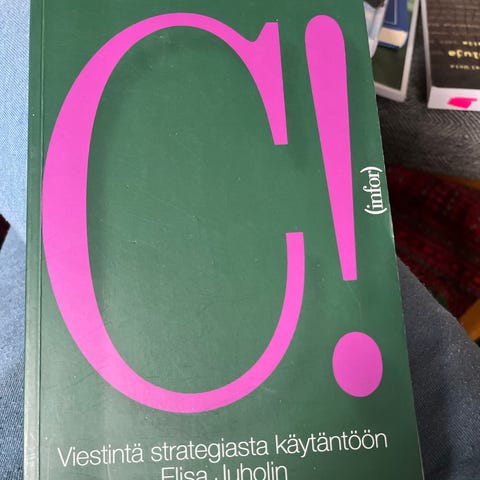 C!
(infor)
Viestintä strategiasta käytäntöön
Elisa Juholin